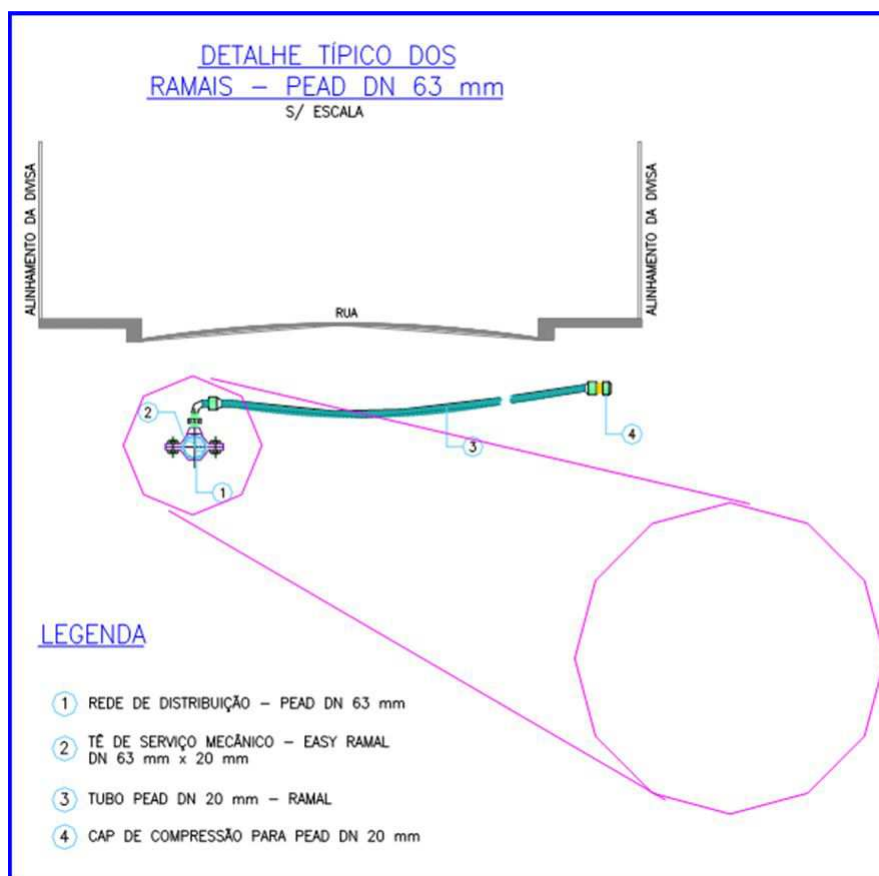 DETALHE TÍPICO DOS
RAMAIS – PEAD DN 63 mm
S/ ESCALA
ALINHAMENTO DA DIVISA
ALINHAMENTO DA DIVISA
RUA
2
1
3
4
LEGENDA
1 REDE DE DISTRIBUIÇÃO – PEAD DN 63 mm
2 TÊ DE SERVIÇO MECÂNICO – EASY RAMAL
DN 63 mm x 20 mm
3 TUBO PEAD DN 20 mm – RAMAL
4 CAP DE COMPRESSÃO PARA PEAD DN 20 mm